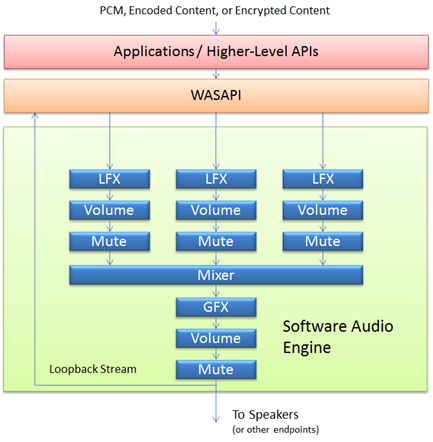 PCM, Encoded Content, or Encrypted Content
Applications / Higher-Level APIs
WASAPI
LFX LFX LFX
Volume Volume Volume
Mute Mute Mute
Mixer
GFX
Software Audio
Engine
Volume
Loopback Stream
Mute
To Speakers
(or other endpoints)